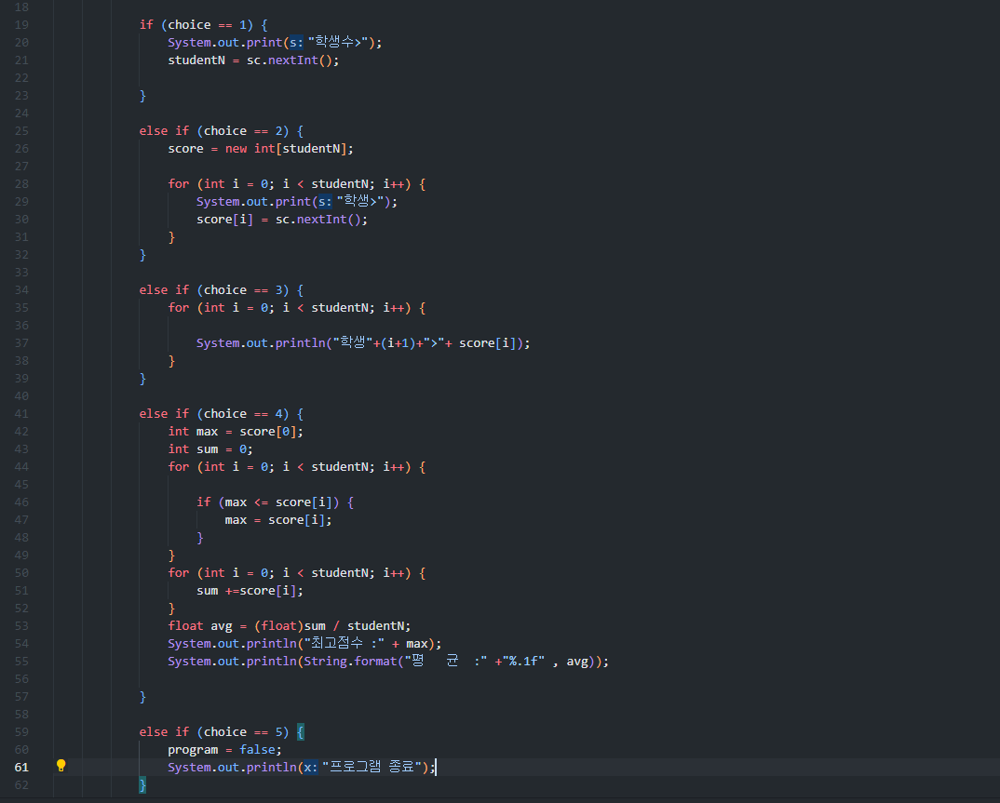 18
19 if (choice == 1) {
20 System.out.print(s: "학생수>");
21 studentN = sc.nextInt();
22
23 }
24
25 else if (choice == 2) {
26 score = new int[studentN];
27
28 for (int i = 0; i < studentN; i++) {
29 System.out.print(s: "학생>");
30 score[i] = sc.nextInt();
31 }
32 }
33
34 else if (choice == 3) {
35 for (int i = 0; i < studentN; i++) {
36
37 System.out.println("학생"+(i+1)+">"+ score[i]);
38 }
39 }
40
41 else if (choice == 4) {
42 int max = score[0];
43 int sum = 0;
44 for (int i = 0; i < studentN; i++) {
45
46 if (max <= score[i]) {
47 max = score[i];
48 }
49 }
50 for (int i = 0; i < studentN; i++) {
51 sum +=score[i];
52 }
53 float avg = (float)sum / studentN;
54 System.out.println("최고점수 :" + max);
55 System.out.println(String.format("평   균  :" +"%.1f" , avg));
56
57 }
58
59 else if (choice == 5) {
60 program = false;
61 System.out.println(x: "프로그램 종료");
62 }